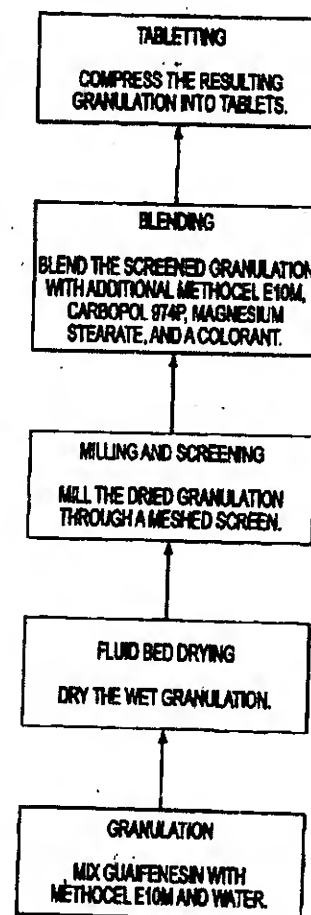 TABLETTING
COMPRESS THE RESULTING
GRANULATION INTO TABLETS.
BLENDING
BLEND THE SCREENED GRANULATION
WITH ADDITIONAL METHOCEL E10M,
CARBOPOL 974P, MAGNESIUM
STEARATE, AND A COLORANT.
MILLING AND SCREENING
MILL THE DRIED GRANULATION
THROUGH A MESHED SCREEN.
FLUID BED DRYING
DRY THE WET GRANULATION.
GRANULATION
MIX GUAIFENESIN WITH
METHOCEL E10M AND WATER.